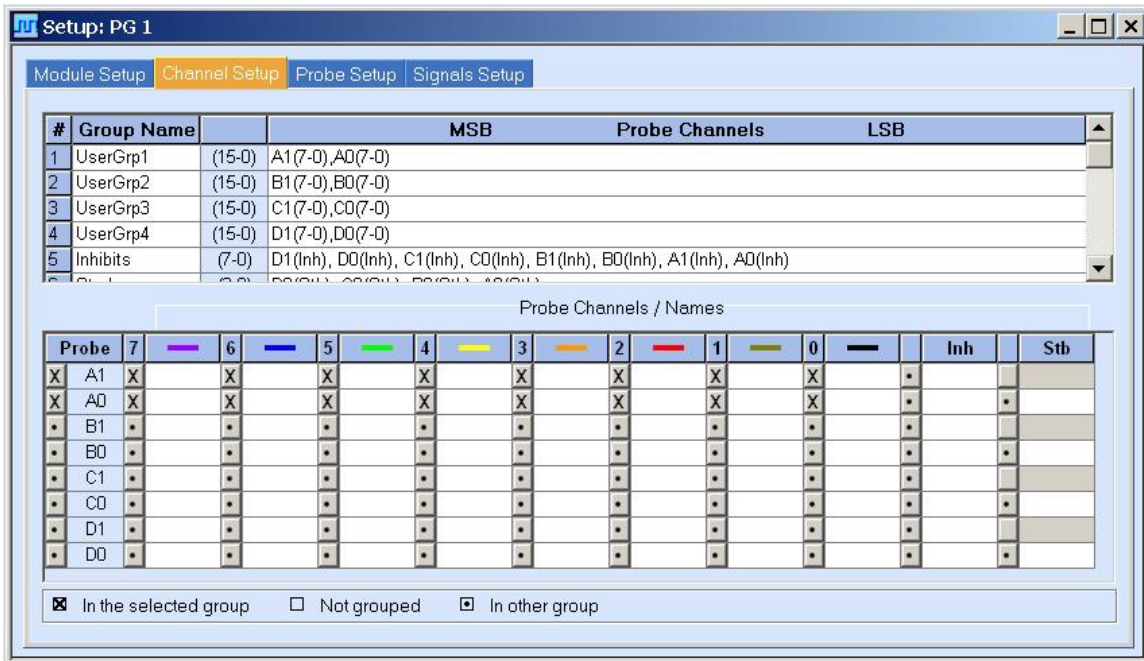 Setup: PG 1
Module Setup Channel Setup Probe Setup Signals Setup
# Group Name MSB Probe Channels LSB
1 UserGrp1 (15-0) A1(7-0),A0(7-0)
2 UserGrp2 (15-0) B1(7-0),B0(7-0)
3 UserGrp3 (15-0) C1(7-0),C0(7-0)
4 UserGrp4 (15-0) D1(7-0),D0(7-0)
5 Inhibits (7-0) D1(Inh), D0(Inh), C1(Inh), C0(Inh), B1(Inh), B0(Inh), A1(Inh), A0(Inh)
Probe Channels / Names
Probe 7 6 5 4 3 2 1 0 Inh Stb
X A1 X X X X X X X X
X A0 X X X X X X X X
B1
B0
C1
C0
D1
D0
In the selected group Not grouped In other group